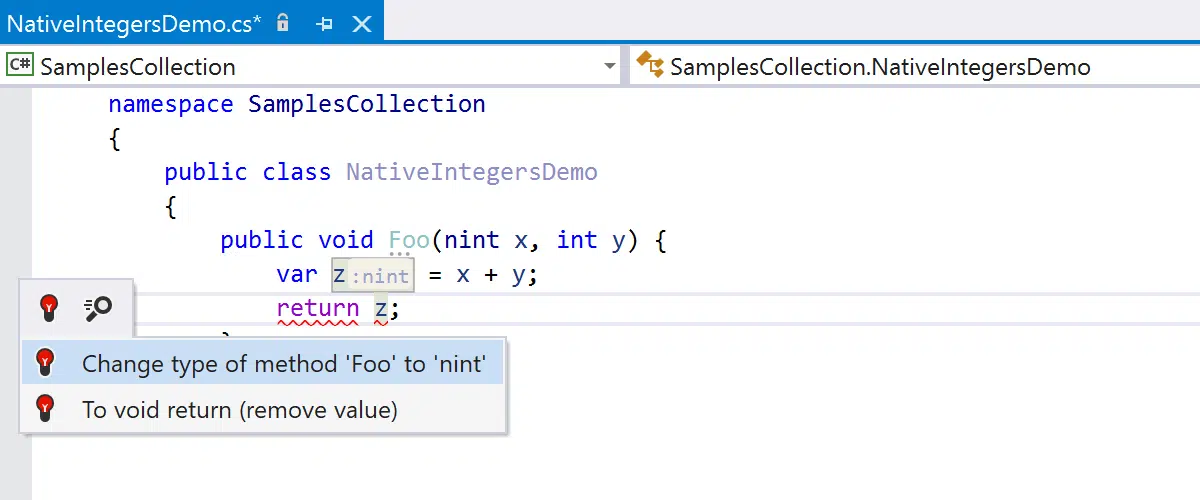 NativeIntegersDemo.cs*
C# SamplesCollection
SamplesCollection.NativeIntegersDemo
namespace SamplesCollection
{
public class NativeIntegersDemo
{
public void Foo(nint x, int y) {
var z:nint = x + y;
return z;
Change type of method 'Foo' to 'nint'
To void return (remove value)